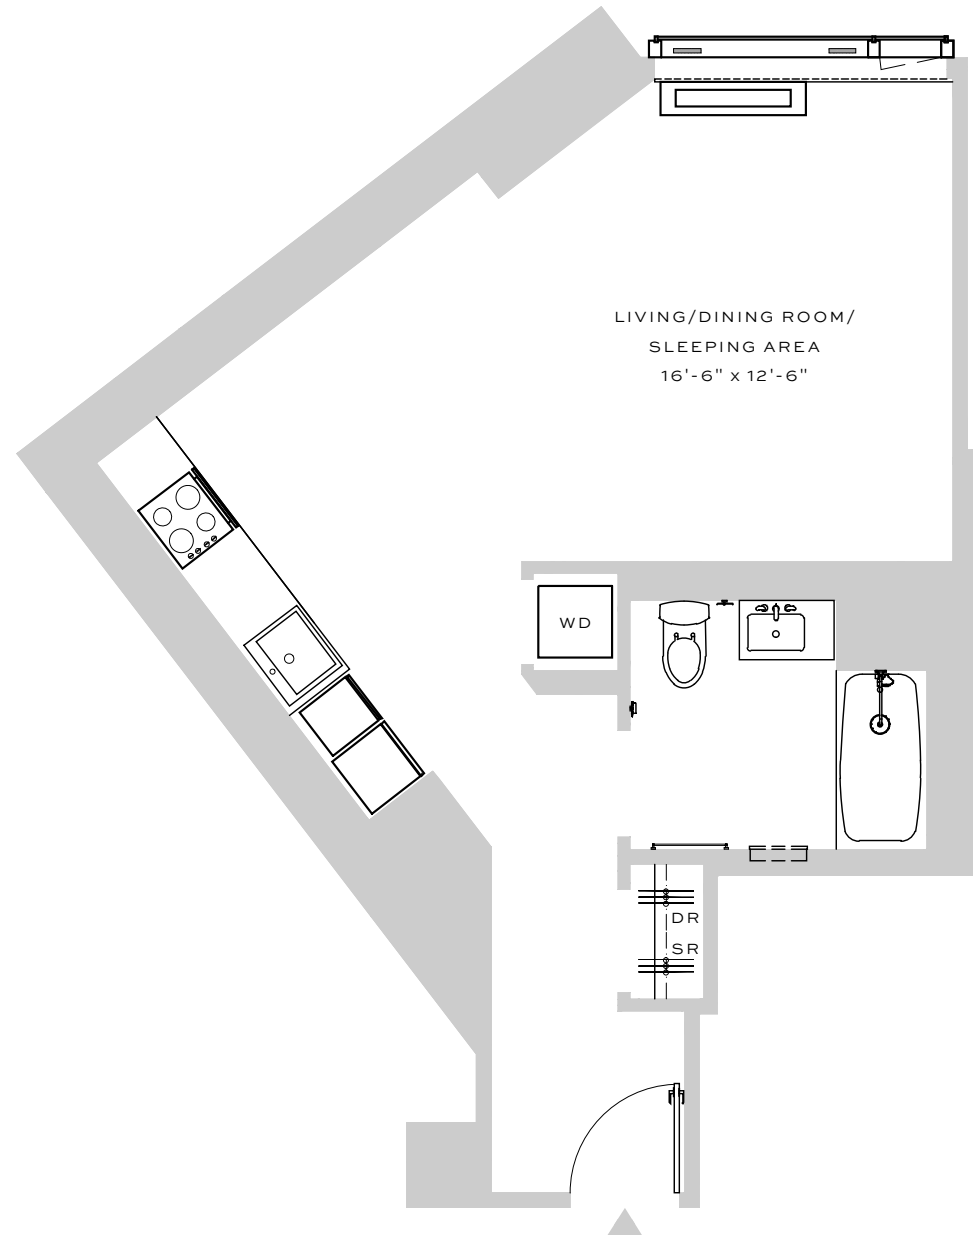 LIVING/DINING ROOM/
SLEEPING AREA
16'-6" x 12'-6"
WD
DR
SR